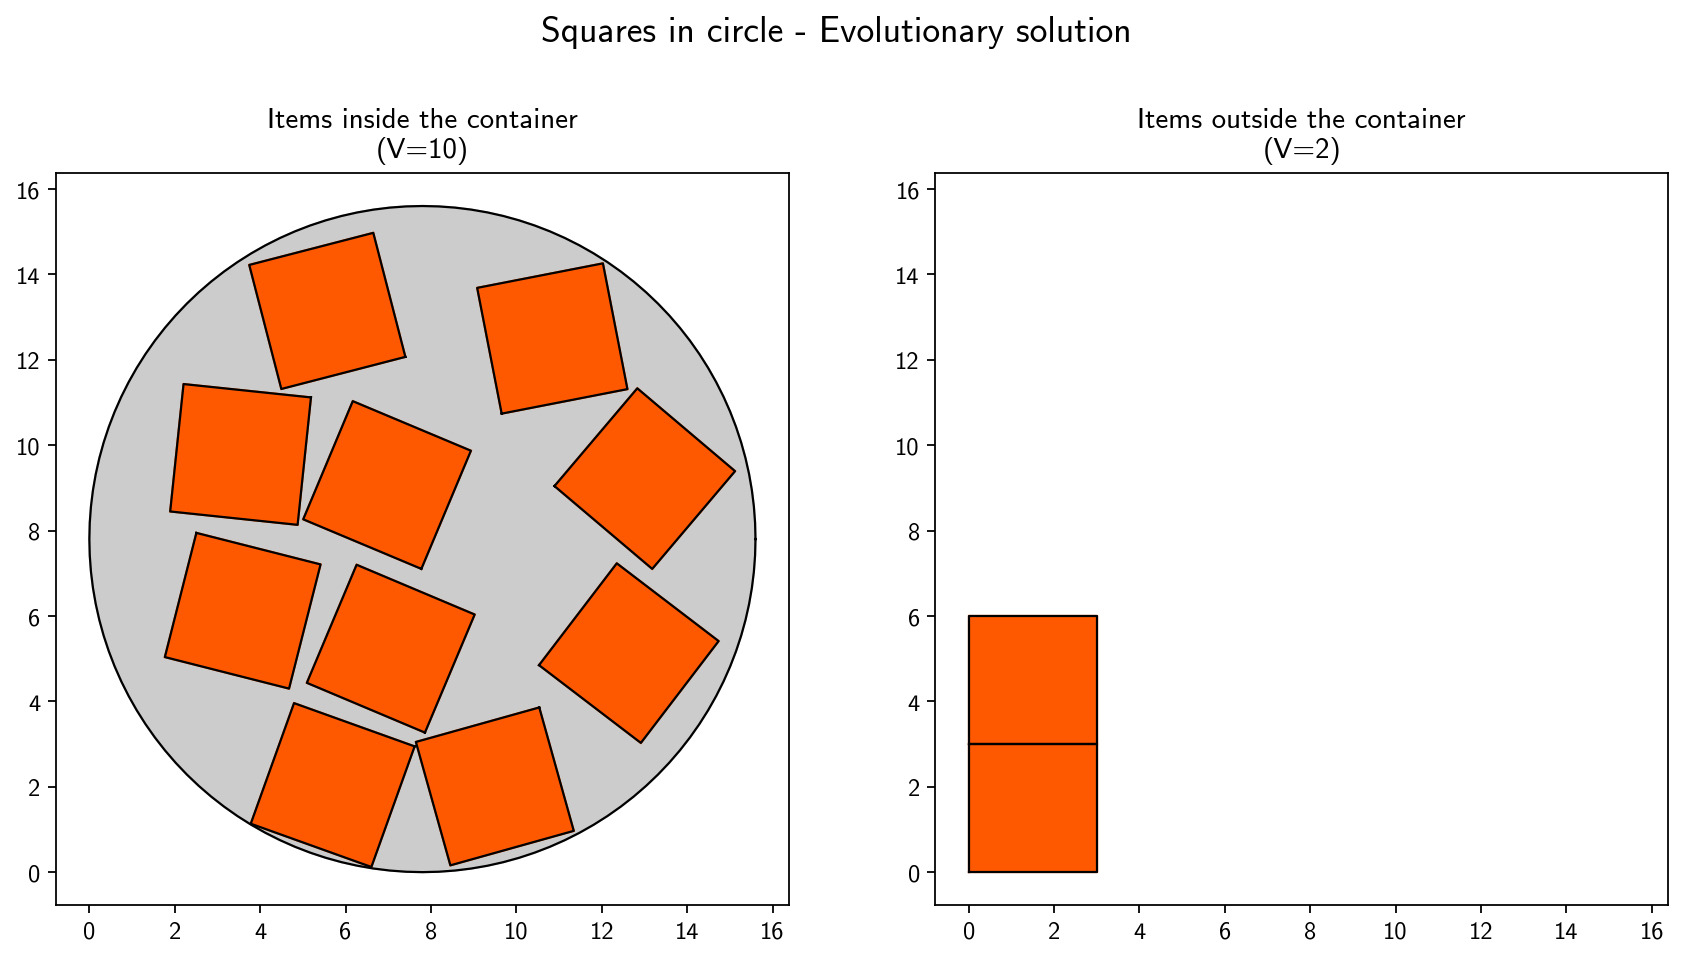 Squares in circle - Evolutionary solution
Items inside the container
(V=10)
Items outside the container
(V=2)
16
14
12
10
8
6
4
2
0
0 2 4 6 8 10 12 14 16
16
14
12
10
8
6
4
2
0
0 2 4 6 8 10 12 14 16